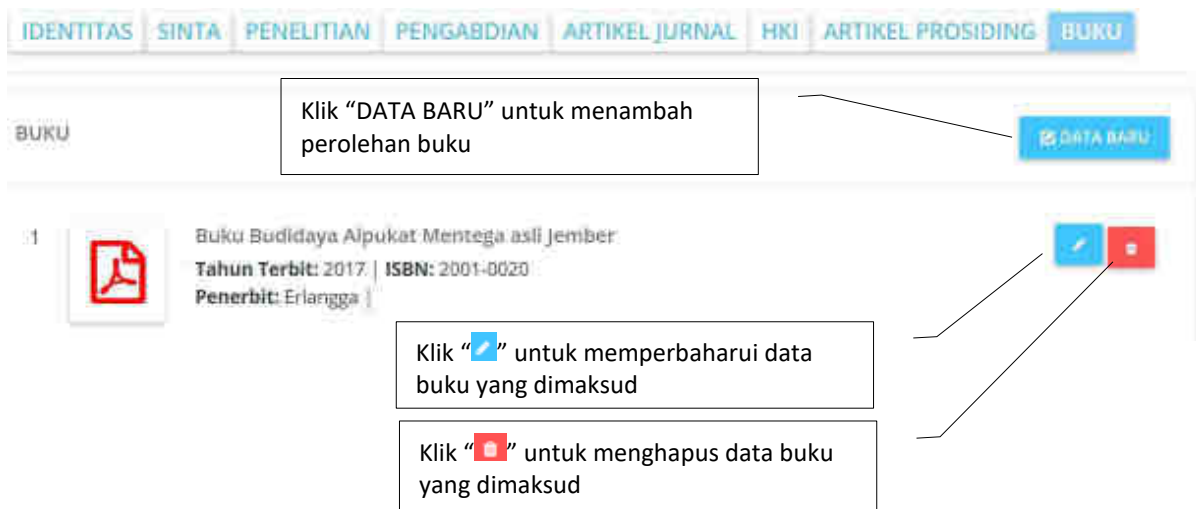 IDENTITAS SINTA PENELITIAN PENGABDIAN ARTIKEL JURNAL HKI ARTIKEL PROSIDING BUKU
Klik “DATA BARU” untuk menambah
perolehan buku
BUKU
DATA BARU
1
Buku Budidaya Alpukat Mentega asli Jember
Tahun Terbit: 2017 | ISBN: 2001-0020
Penerbit: Erlangga |
Klik “” untuk memperbaharui data
buku yang dimaksud
Klik “” untuk menghapus data buku
yang dimaksud